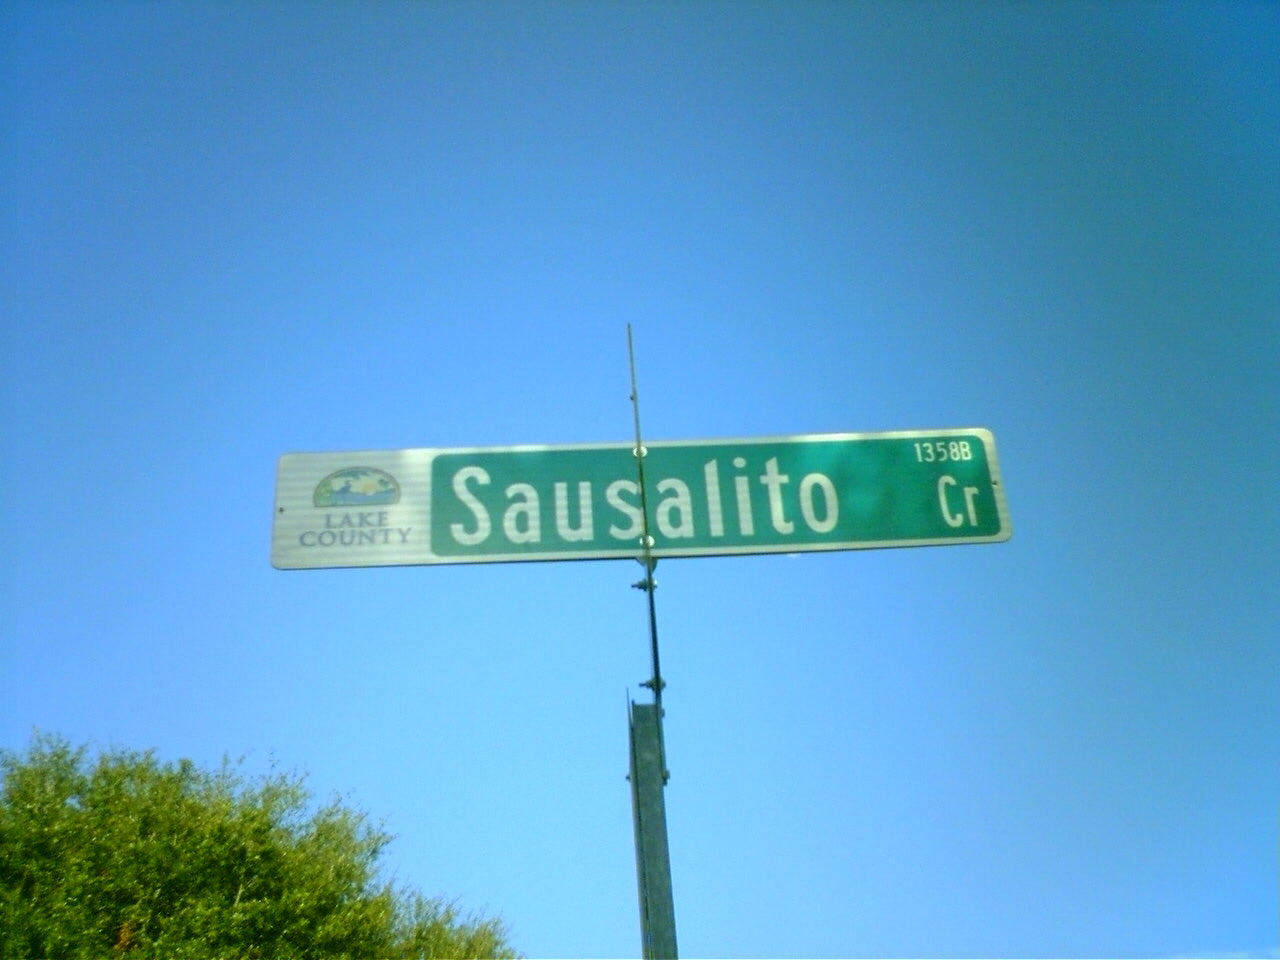 LAKE
COUNTY
Sausalito
1358B
Cr